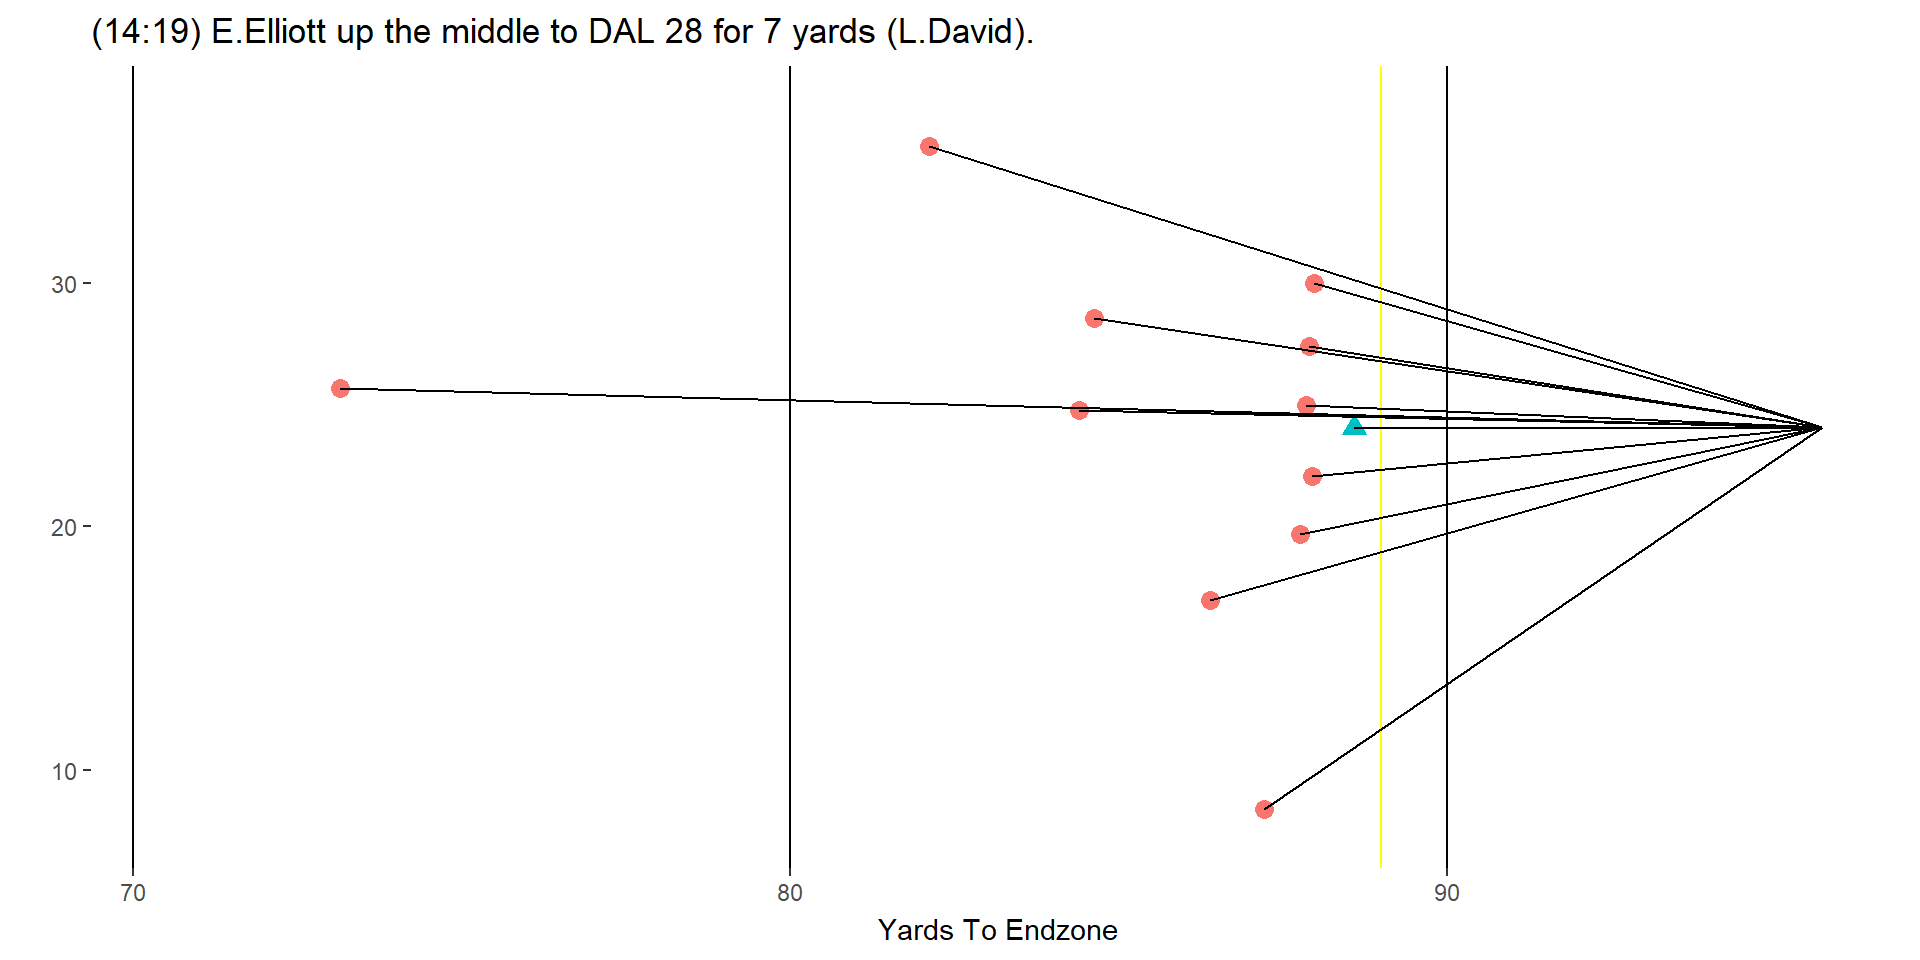 (14:19) E.Elliott up the middle to DAL 28 for 7 yards (L.David).
30
20
10
70 80 90
Yards To Endzone